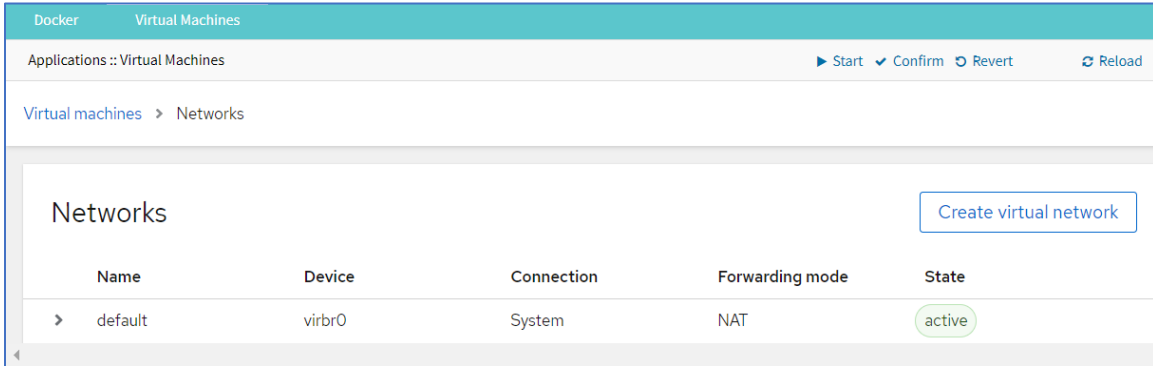 Docker Virtual Machines
Applications :: Virtual Machines Start Confirm Revert Reload
Virtual machines > Networks
Networks Create virtual network
Name Device Connection Forwarding mode State
default virbr0 System NAT active